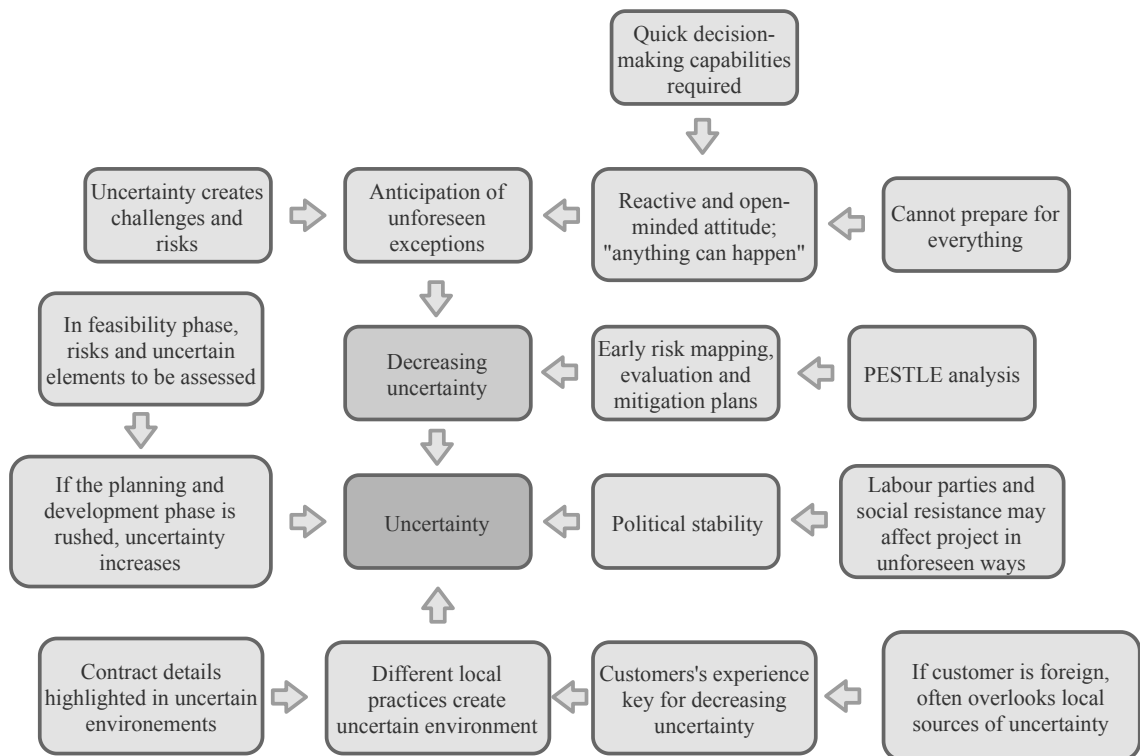 Quick decision-
making capabilities
required
Uncertainty creates
challenges and
risks
Anticipation of
unforeseen
exceptions
Reactive and open-
minded attitude;
"anything can happen"
Cannot prepare for
everything
In feasibility phase,
risks and uncertain
elements to be assessed
Decreasing
uncertainty
Early risk mapping,
evaluation and
mitigation plans
PESTLE analysis
If the planning and
development phase is
rushed, uncertainty
increases
Uncertainty
Political stability
Labour parties and
social resistance may
affect project in
unforeseen ways
Contract details
highlighted in uncertain
environements
Different local
practices create
uncertain environment
Customers's experience
key for decreasing
uncertainty
If customer is foreign,
often overlooks local
sources of uncertainty